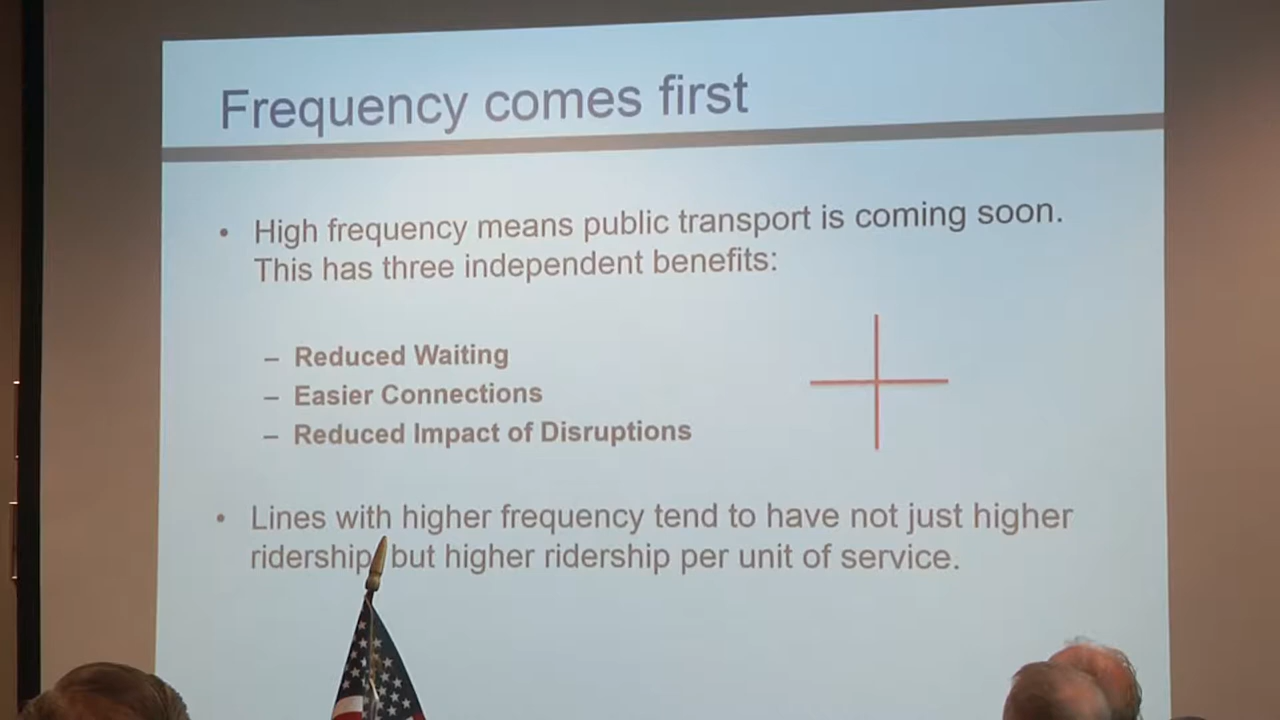 Frequency comes first
• High frequency means public transport is coming soon.
This has three independent benefits:
– Reduced Waiting
– Easier Connections
– Reduced Impact of Disruptions
• Lines with higher frequency tend to have not just higher
ridership but higher ridership per unit of service.